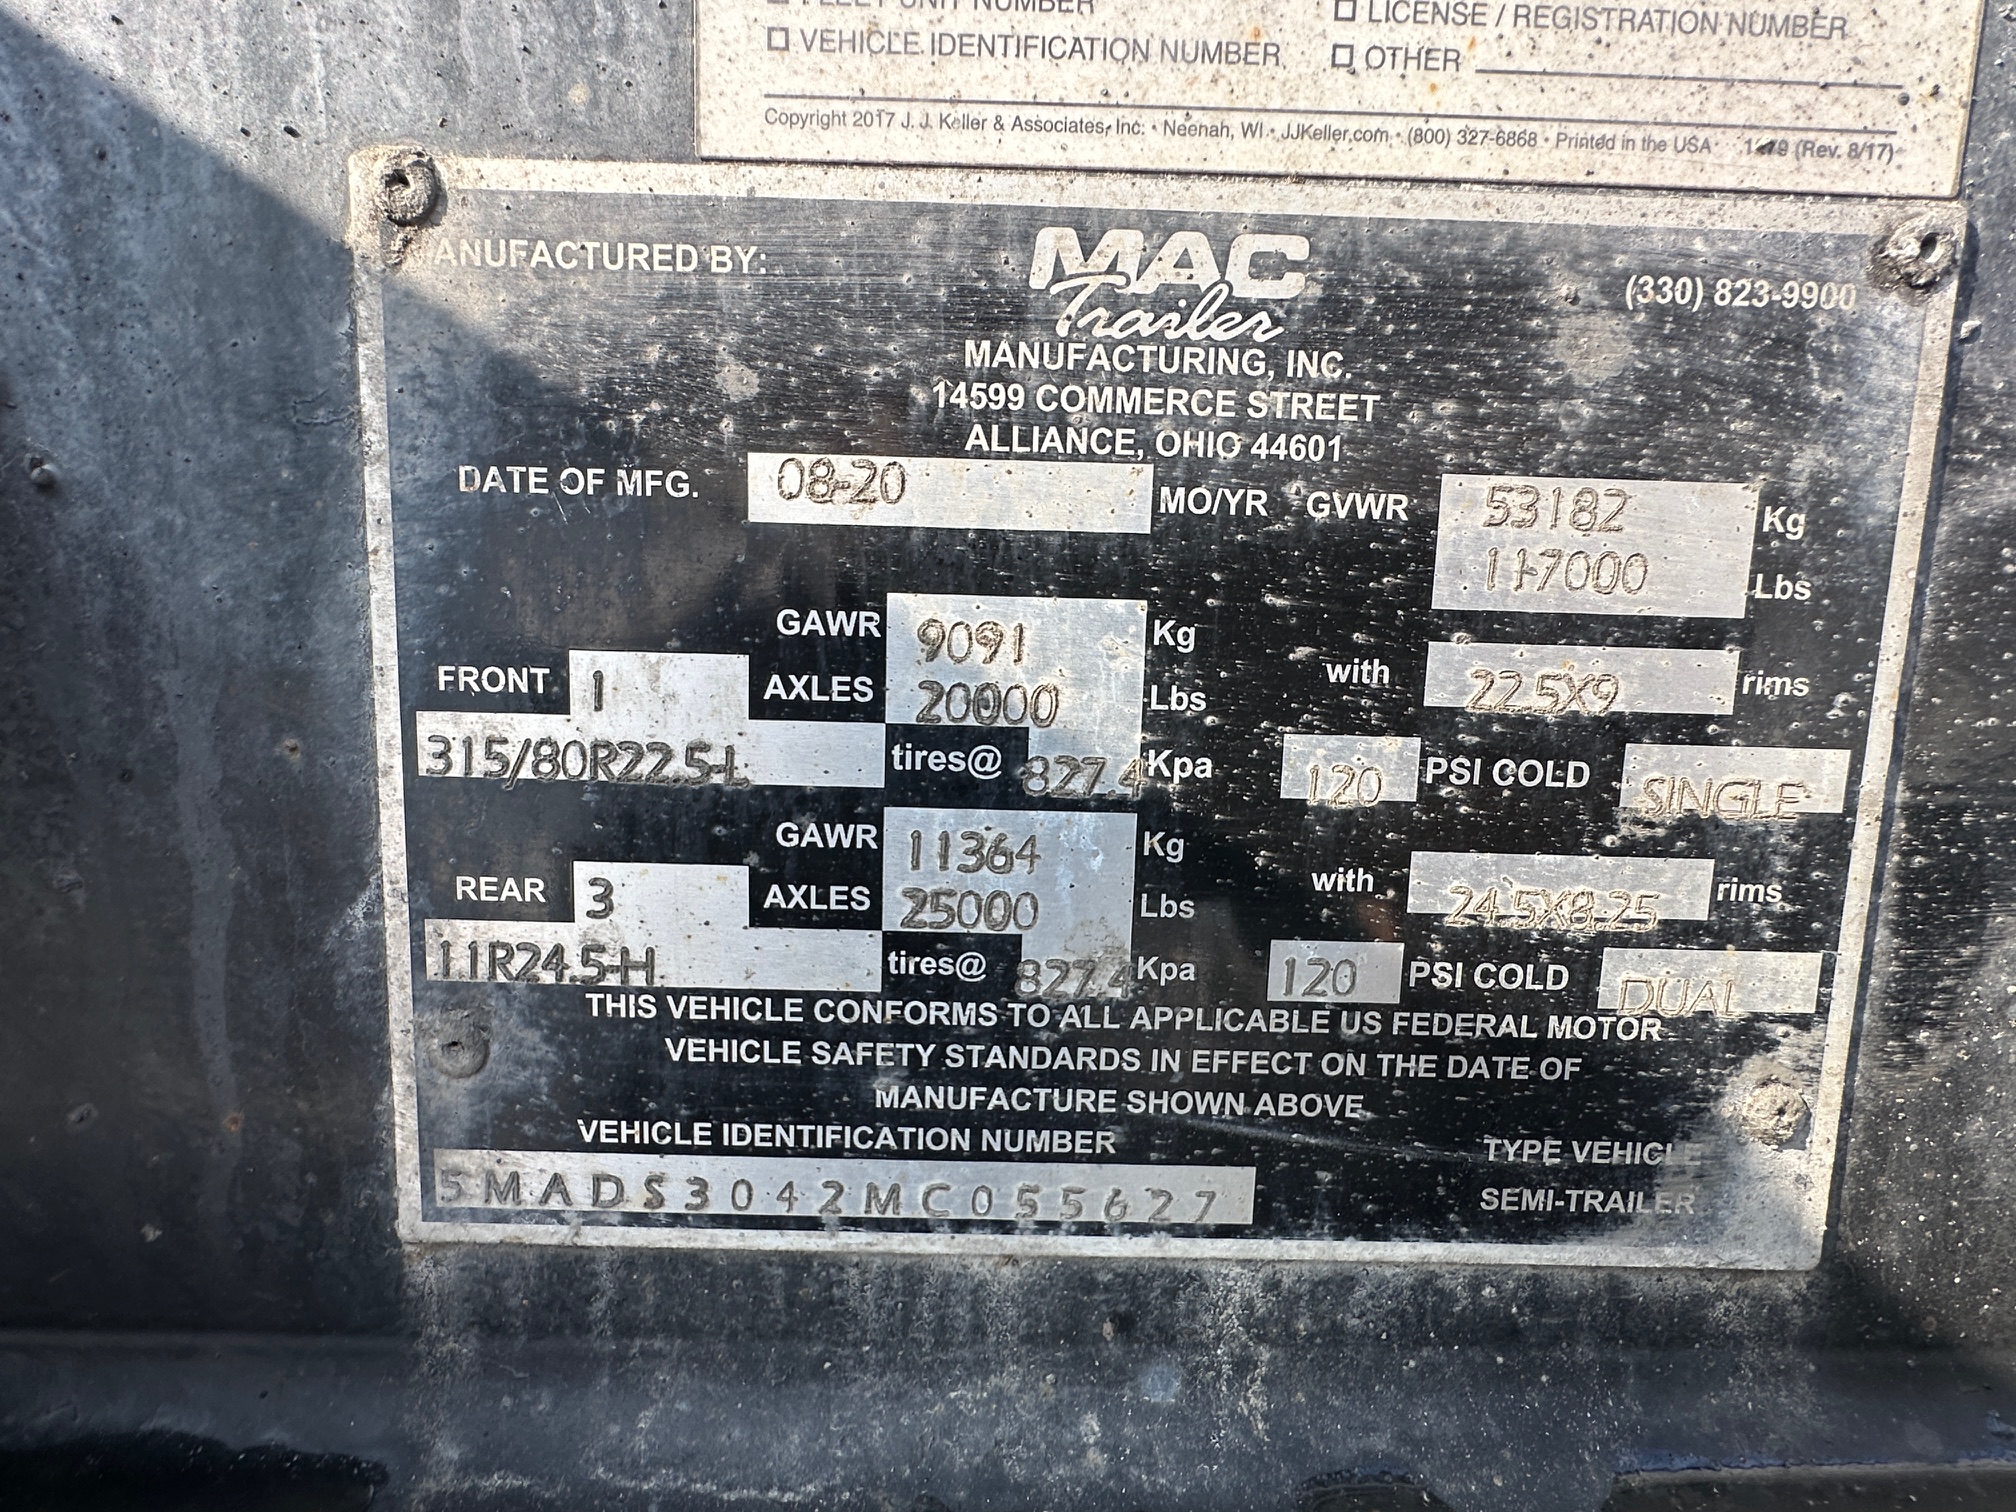 FLEET UNIT NUMBER ☐ LICENSE / REGISTRATION NUMBER
☐ VEHICLE IDENTIFICATION NUMBER ☐ OTHER
Copyright 2017 J. J. Keller & Associates, Inc. • Neenah, WI • JJKeller.com • (800) 327-6868 • Printed in the USA (Rev. 8/17)
ANUFACTURED BY: MAC (330) 823-9900
Trailer
MANUFACTURING, INC.
14599 COMMERCE STREET
ALLIANCE, OHIO 44601
DATE OF MFG. 08-20 MO/YR GVWR 53182 Kg
117000 Lbs
GAWR 9091 Kg
FRONT 1 AXLES 20000 Lbs with 22.5X9 rims
315/80R22.5-L tires@ 827.4 Kpa 120 PSI COLD SINGLE
GAWR 11364 Kg
REAR 3 AXLES 25000 Lbs with 24.5X8.25 rims
11R24.5-H tires@ 827.4 Kpa 120 PSI COLD DUAL
THIS VEHICLE CONFORMS TO ALL APPLICABLE US FEDERAL MOTOR
VEHICLE SAFETY STANDARDS IN EFFECT ON THE DATE OF
MANUFACTURE SHOWN ABOVE
VEHICLE IDENTIFICATION NUMBER TYPE VEHICLE
5MADS3042MC055627 SEMI-TRAILER